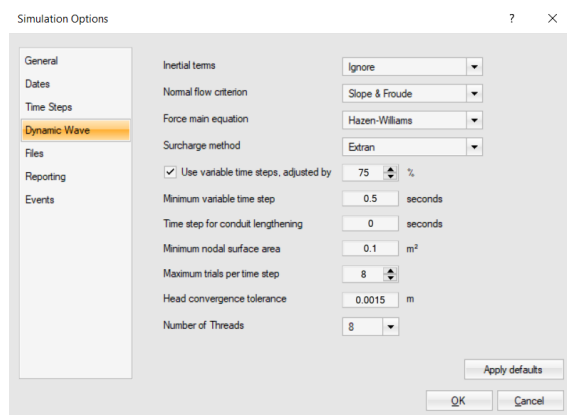 Simulation Options ?
General
Dates
Time Steps
Dynamic Wave
Files
Reporting
Events
Inertial terms Ignore
Normal flow criterion Slope & Froude
Force main equation Hazen-Williams
Surcharge method Extran
Use variable time steps, adjusted by 75 %
Minimum variable time step 0.5 seconds
Time step for conduit lengthening 0 seconds
Minimum nodal surface area 0.1 m²
Maximum trials per time step 8
Head convergence tolerance 0.0015 m
Number of Threads 8
Apply defaults
OK Cancel